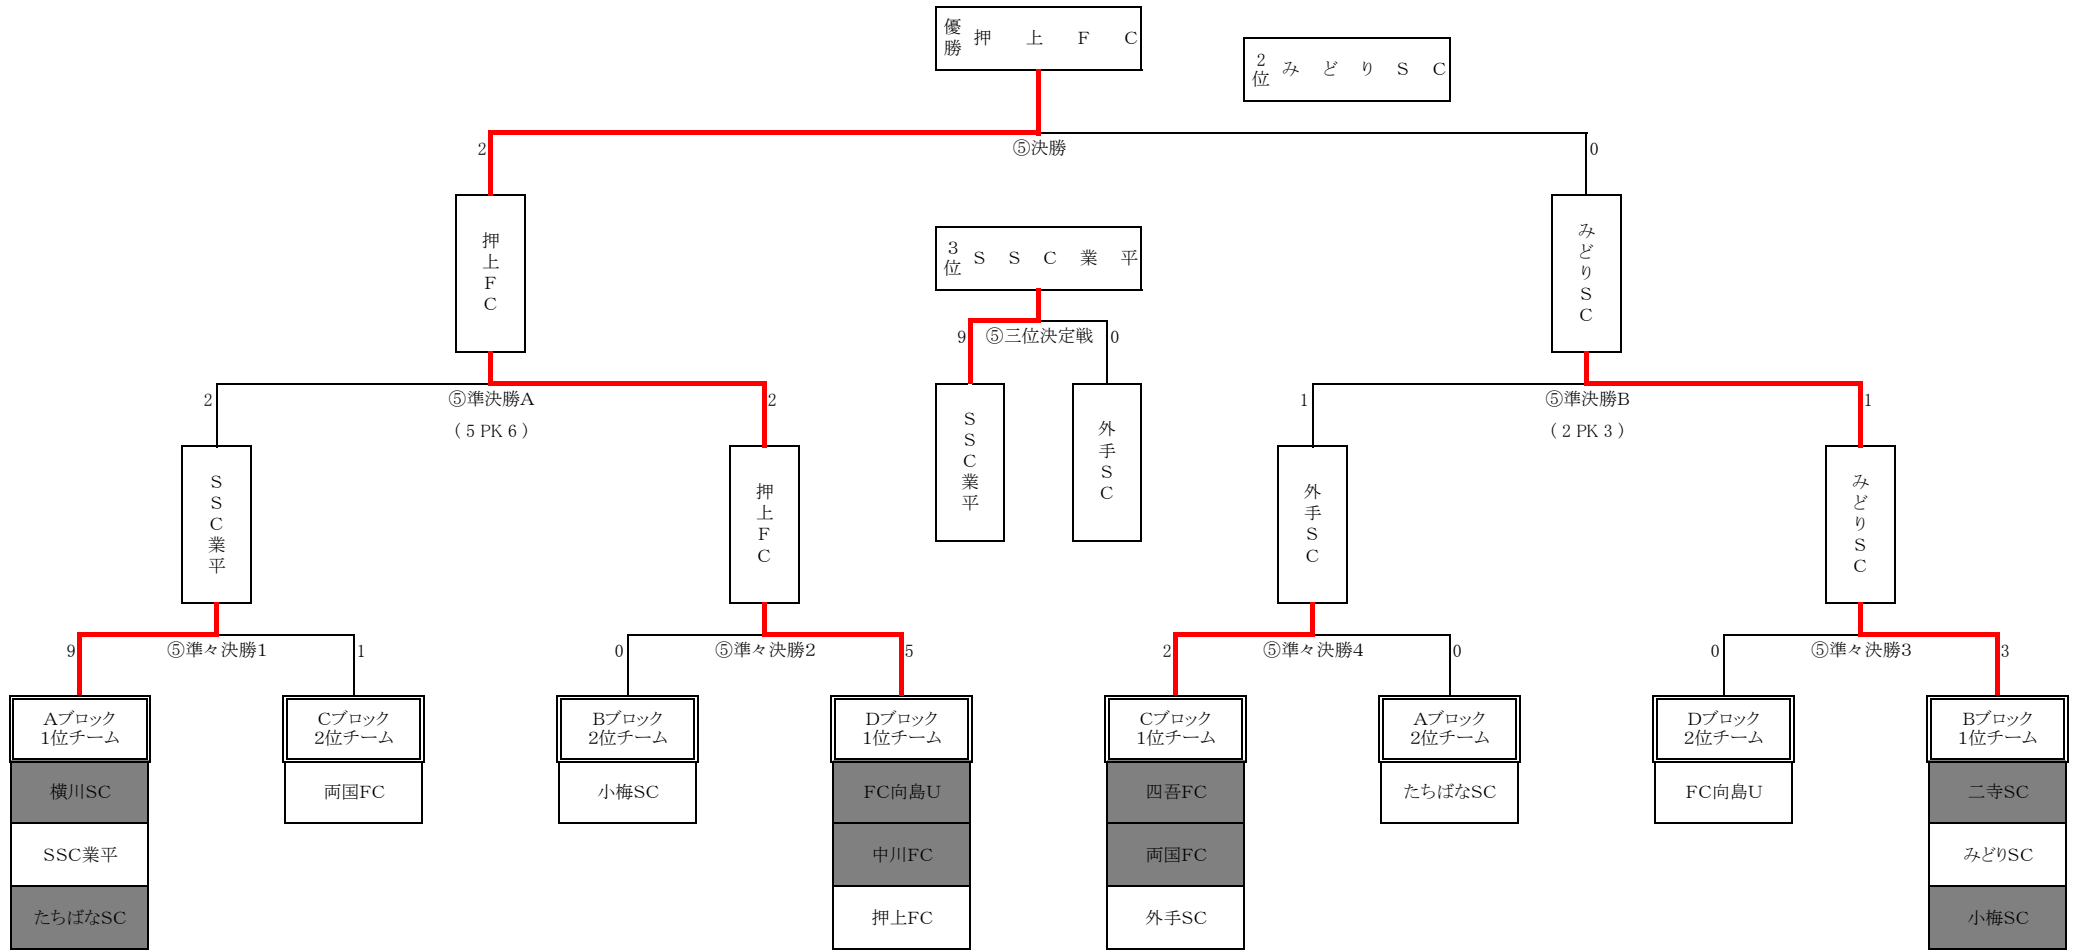 優勝 押上FC
2位 みどりSC
2 ⑤決勝 0
押上FC
みどりSC
3位 SSC業平
9 ⑤三位決定戦 0
SSC業平
外手SC
2 ⑤準決勝A 2
( 5 PK 6 )
1 ⑤準決勝B 1
( 2 PK 3 )
SSC業平
押上FC
外手SC
みどりSC
9 ⑤準々決勝1 1
0 ⑤準々決勝2 5
2 ⑤準々決勝4 0
0 ⑤準々決勝3 3
Aブロック
1位チーム
Cブロック
2位チーム
Bブロック
2位チーム
Dブロック
1位チーム
Cブロック
1位チーム
Aブロック
2位チーム
Dブロック
2位チーム
Bブロック
1位チーム
横川SC
両国FC
小梅SC
FC向島U
四吾FC
たちばなSC
FC向島U
二寺SC
SSC業平
中川FC
両国FC
みどりSC
たちばなSC
押上FC
外手SC
小梅SC